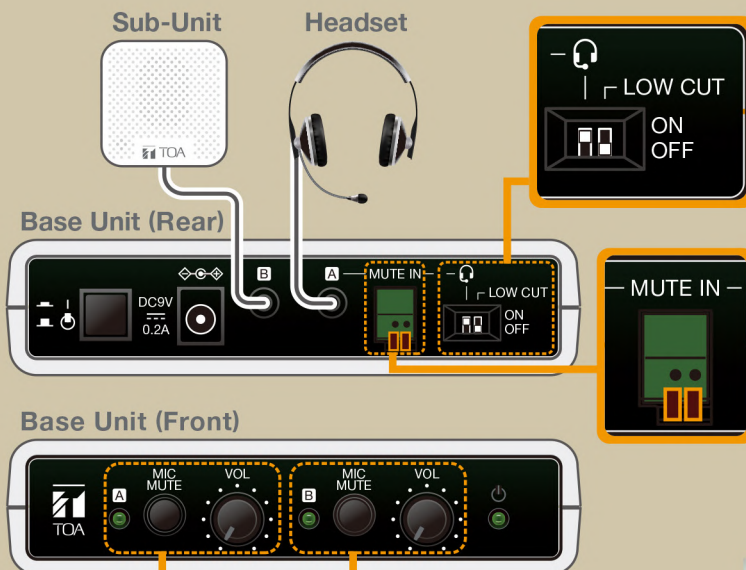 Sub-Unit
Headset
TOA
LOW CUT
ON
OFF
Base Unit (Rear)
B
A
MUTE IN
LOW CUT
DC9V
0.2A
ON
OFF
MUTE IN
Base Unit (Front)
TOA
A
MIC
MUTE
VOL
B
MIC
MUTE
VOL